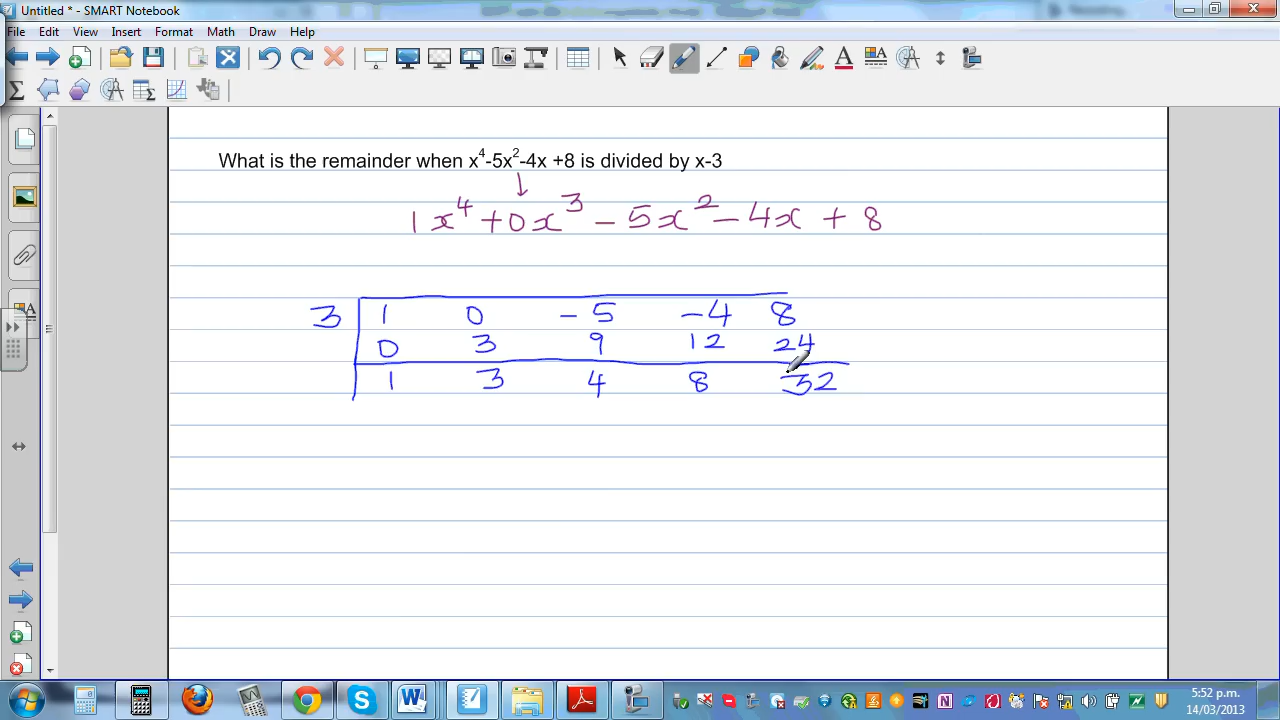 Untitled * - SMART Notebook
File Edit View Insert Format Math Draw Help
What is the remainder when x⁴-5x²-4x +8 is divided by x-3
↓
1x⁴ + 0x³ - 5x² - 4x + 8
3 1 0 -5 -4 8
0 3 9 12 24
1 3 4 8 32
5:52 p.m.
14/03/2013